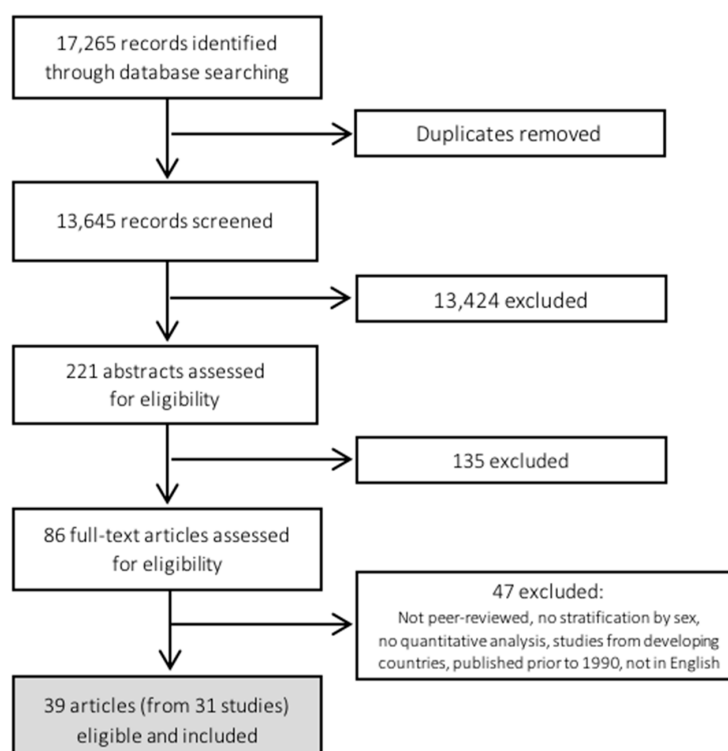 17,265 records identified
through database searching
Duplicates removed
13,645 records screened
13,424 excluded
221 abstracts assessed
for eligibility
135 excluded
86 full-text articles assessed
for eligibility
47 excluded:
Not peer-reviewed, no stratification by sex,
no quantitative analysis, studies from developing
countries, published prior to 1990, not in English
39 articles (from 31 studies)
eligible and included